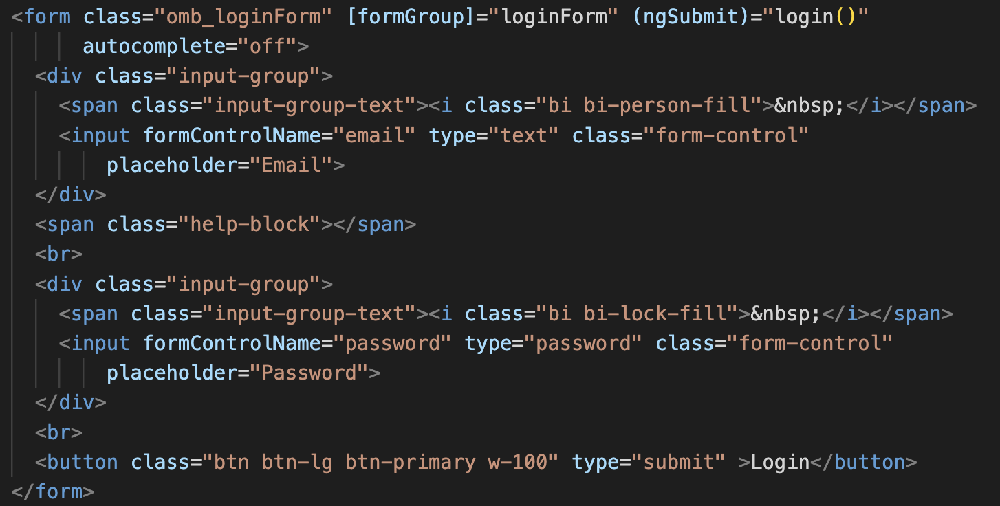 <form class="omb_loginForm" [formGroup]="loginForm" (ngSubmit)="login()"
autocomplete="off">
<div class="input-group">
<span class="input-group-text"><i class="bi bi-person-fill">&nbsp;</i></span>
<input formControlName="email" type="text" class="form-control"
placeholder="Email">
</div>
<span class="help-block"></span>
<br>
<div class="input-group">
<span class="input-group-text"><i class="bi bi-lock-fill">&nbsp;</i></span>
<input formControlName="password" type="password" class="form-control"
placeholder="Password">
</div>
<br>
<button class="btn btn-lg btn-primary w-100" type="submit" >Login</button>
</form>